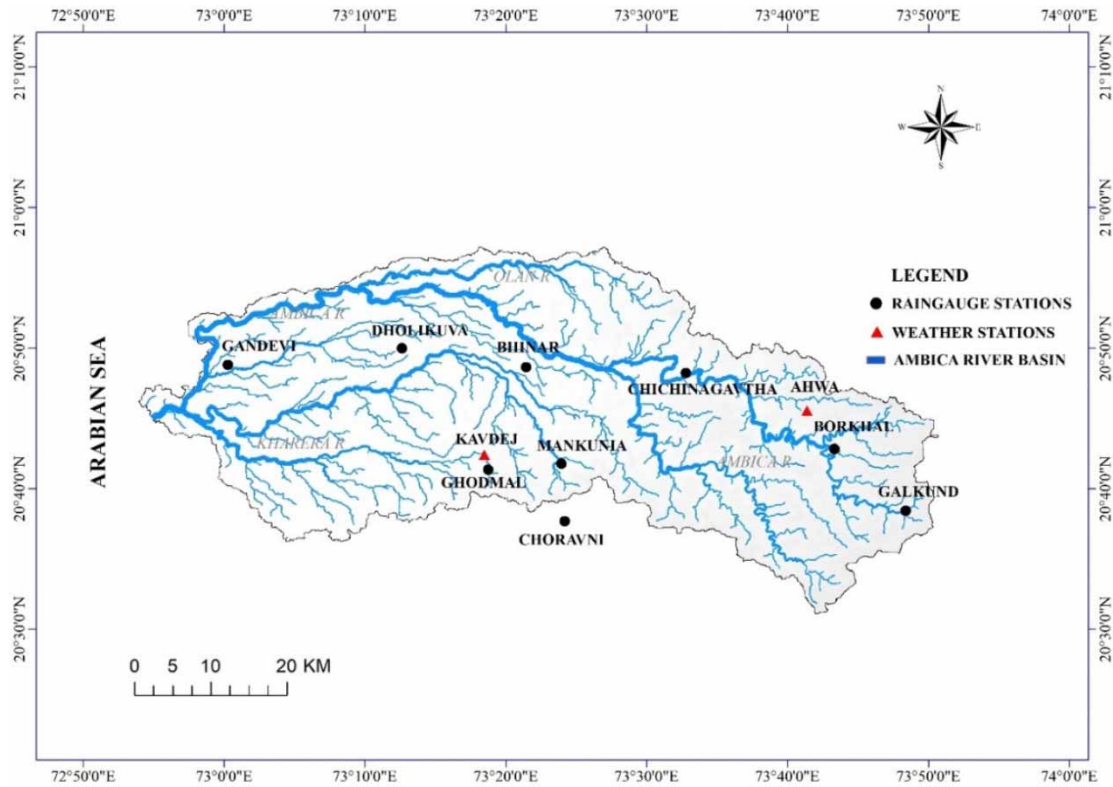 72°50'0"E 73°0'0"E 73°10'0"E 73°20'0"E 73°30'0"E 73°40'0"E 73°50'0"E 74°0'0"E
21°10'0"N
21°10'0"N
N
W
E
S
21°0'0"N
21°0'0"N
LEGEND
RAINGAUGE STATIONS
WEATHER STATIONS
AMBICA RIVER BASIN
OLAN R
AMBICA R
ARABIAN SEA
20°50'0"N
20°50'0"N
GANDEVI
DHOLIKUVA
BHINAR
CHICHINAGAVTHA
AHWA
BORKHAL
KHARERA R
KAVDEJ
MANKUNIA
AMBICA R
GHODMAL
GALKUND
20°40'0"N
20°40'0"N
CHORAVNI
20°30'0"N
20°30'0"N
0 5 10 20 KM
72°50'0"E 73°0'0"E 73°10'0"E 73°20'0"E 73°30'0"E 73°40'0"E 73°50'0"E 74°0'0"E